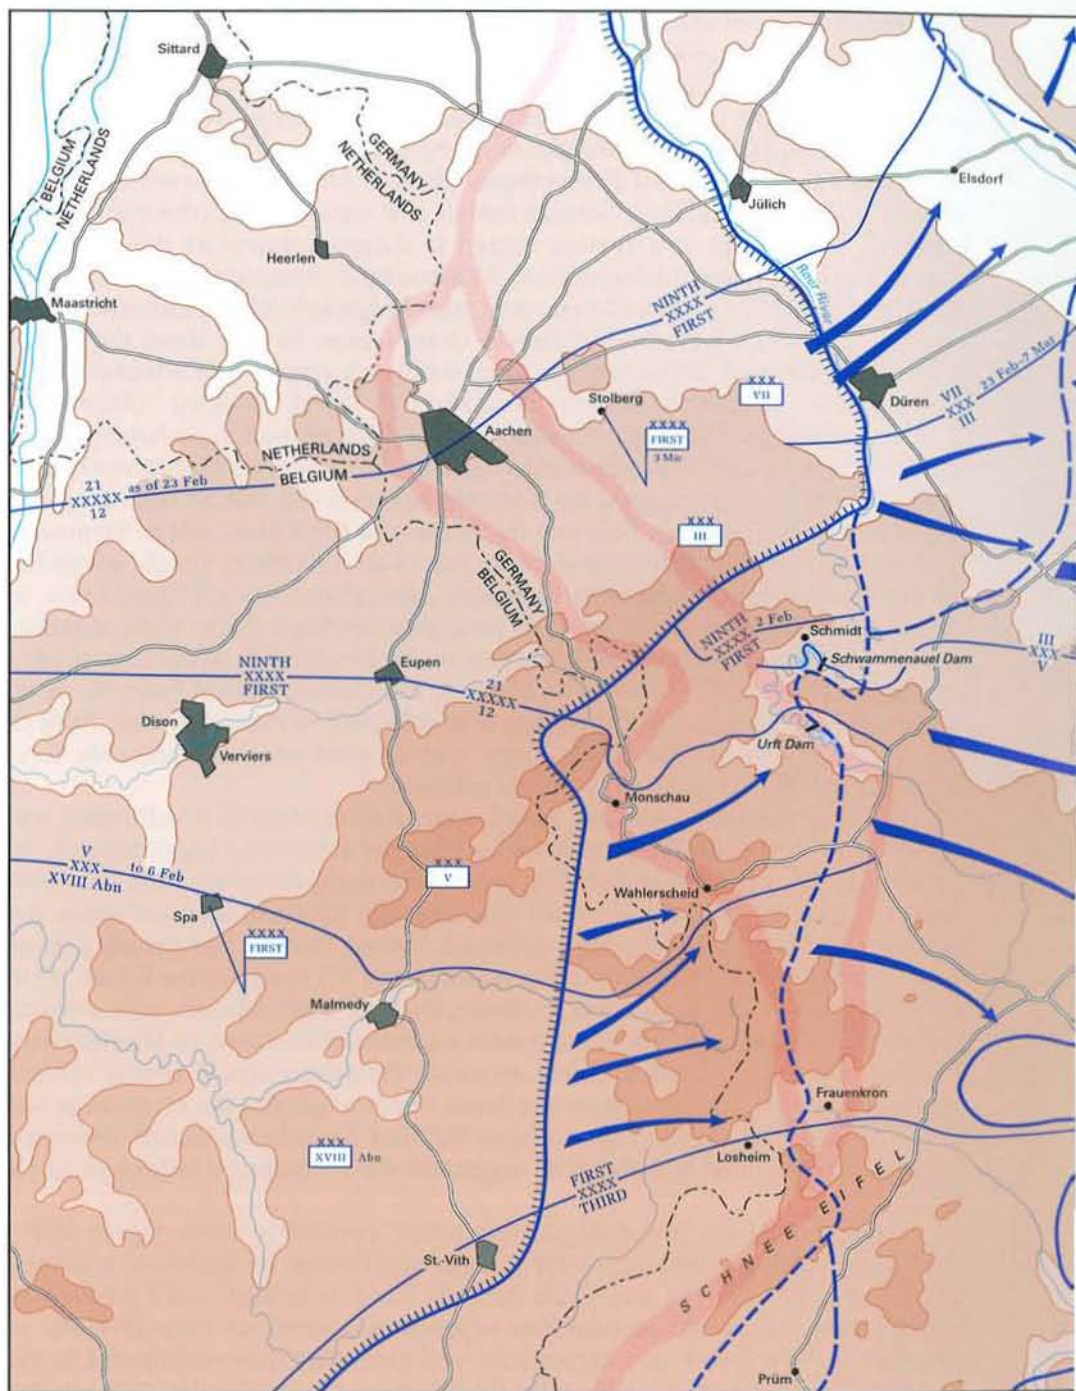 Sittard
GERMANY
NETHERLANDS
BELGIUM
NETHERLANDS
Elsdorf
Jülich
Heerlen
Roer River
Maastricht
NINTH
XXXX
FIRST
XXX
VII
Düren
VII 23 Feb–7 Mar
XXX
III
Stolberg
XXXX
FIRST
3 Mar
Aachen
NETHERLANDS
BELGIUM
21
XXXXX as of 23 Feb
12
XXX
III
GERMANY
BELGIUM
NINTH 2 Feb
XXXX
FIRST
Schmidt
Schwammenauel Dam
III
XXX 2
V
Eupen
NINTH
XXXX
FIRST
21
XXXXX
12
Dison
Verviers
Urft Dam
Monschau
V
XXX to 6 Feb
XVIII Abn
XXX
V
Wahlerscheid
Spa
XXXX
FIRST
Malmedy
Frauenkron
XXX
XVIII Abn
Losheim
FIRST
XXXX
THIRD
SCHNEE EIFEL
St.-Vith
Prüm